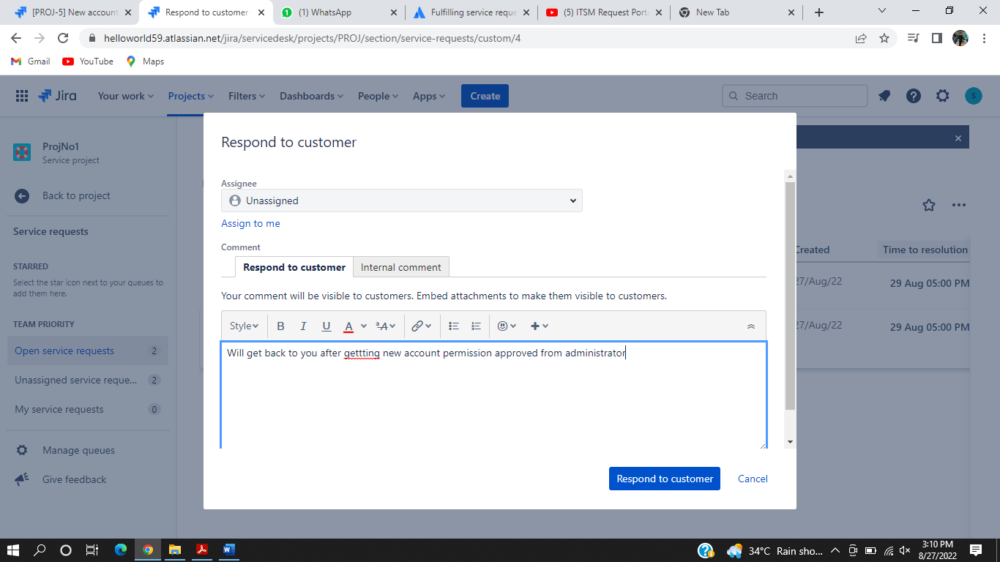 [PROJ-5] New account
Respond to customer
(1) WhatsApp
Fulfilling service reque
(5) ITSM Request Porta
New Tab
helloworld59.atlassian.net/jira/servicedesk/projects/PROJ/section/service-requests/custom/4
Gmail
YouTube
Maps
Jira
Your work
Projects
Filters
Dashboards
People
Apps
Create
Search
S
ProjNo1
Service project
Back to project
Service requests
STARRED
Select the star icon next to your queues to
add them here.
TEAM PRIORITY
Open service requests 2
Unassigned service reque... 2
My service requests 0
Manage queues
Give feedback
Respond to customer
Assignee
Unassigned
Assign to me
Comment
Respond to customer
Internal comment
Your comment will be visible to customers. Embed attachments to make them visible to customers.
Style B I U A ªA
Will get back to you after gettting new account permission approved from administrator
Respond to customer
Cancel
Created
Time to resolution
27/Aug/22
29 Aug 05:00 PM
27/Aug/22
29 Aug 05:00 PM
34°C Rain sho...
3:10 PM
8/27/2022